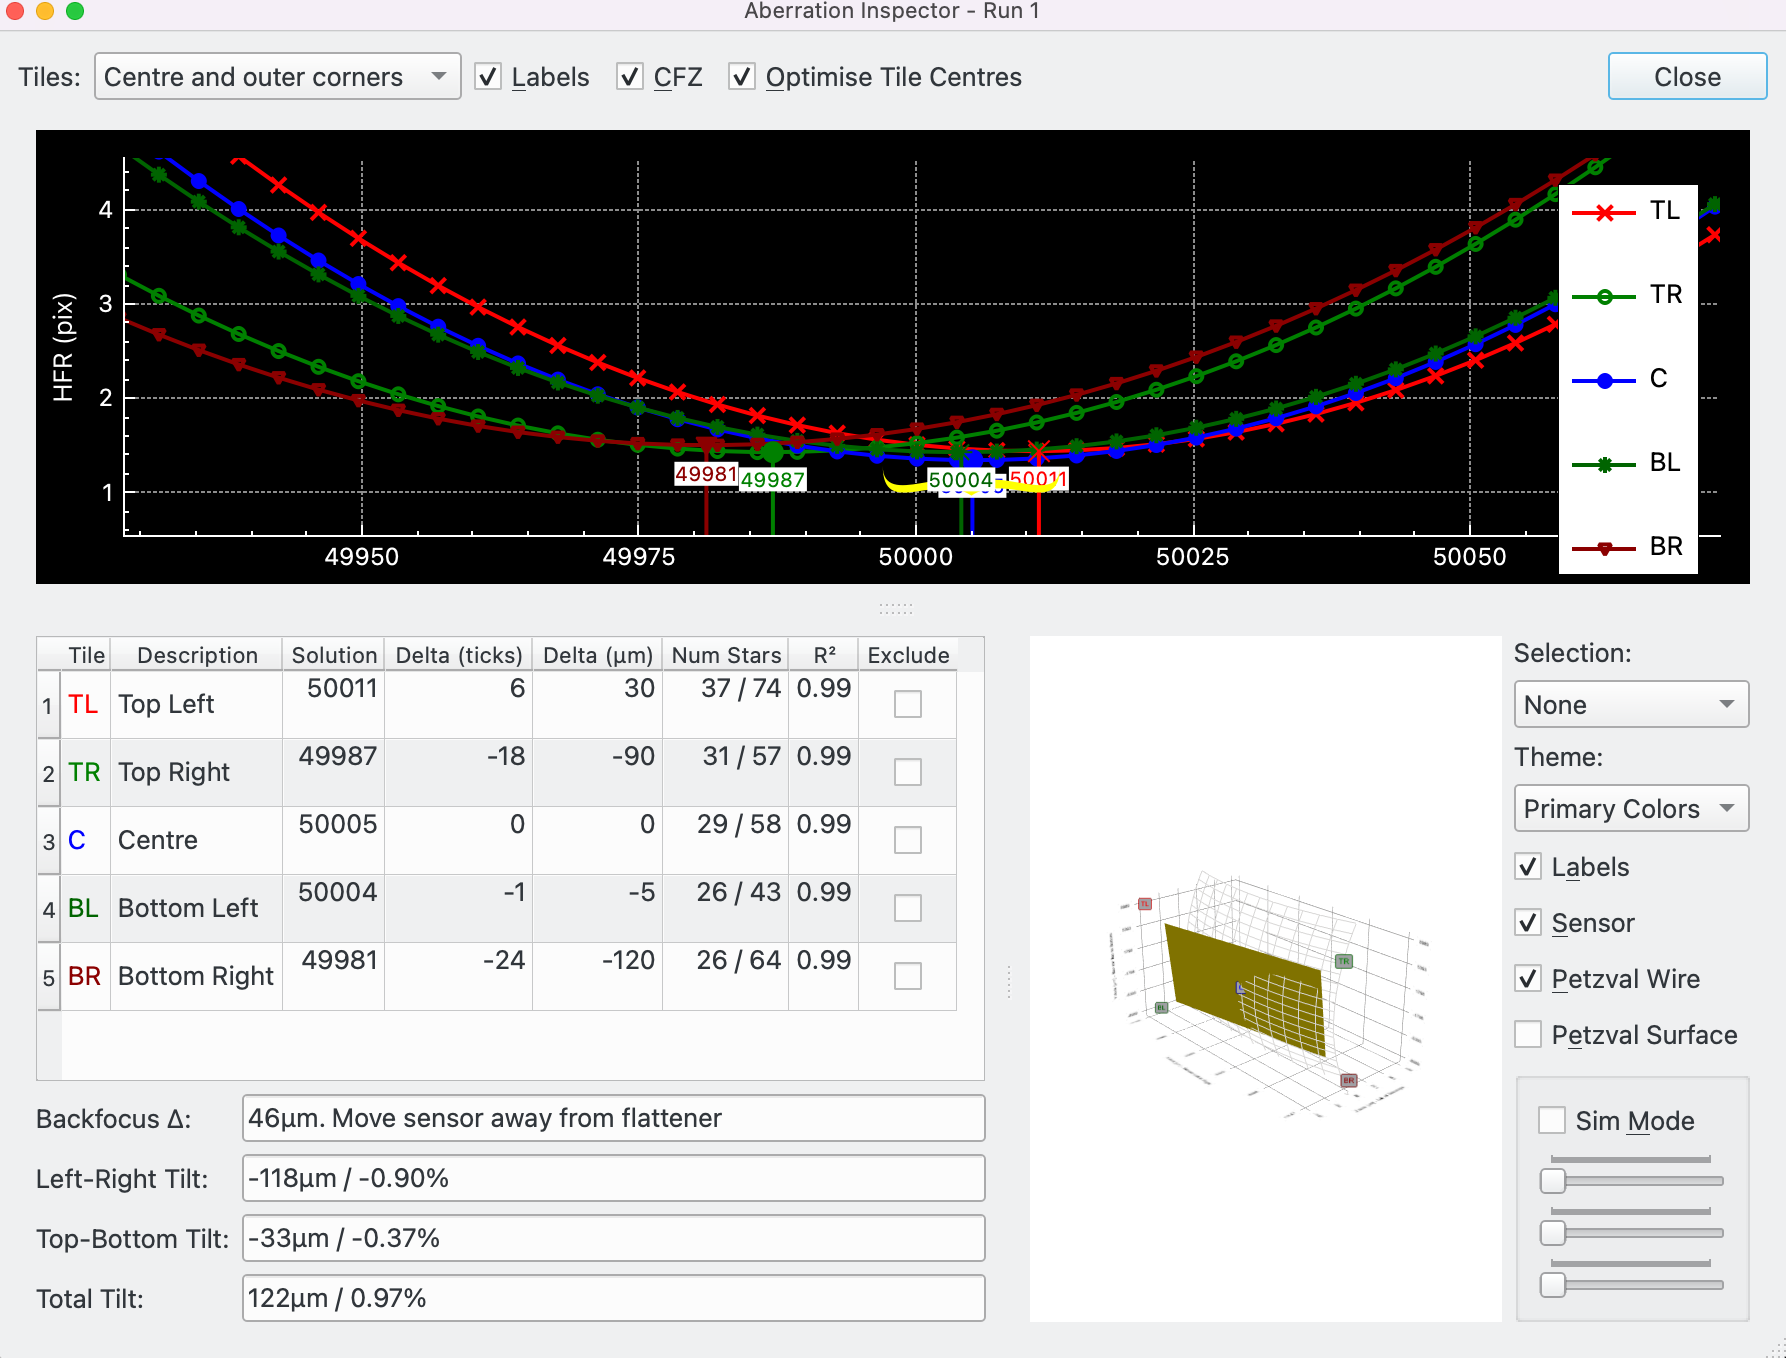 Aberration Inspector - Run 1
Tiles: Centre and outer corners Labels CFZ Optimise Tile Centres Close
HFR (pix)
4
3
2
1
49981 49987 50004 50011
49950 49975 50000 50025 50050
TL
TR
C
BL
BR
Tile Description Solution Delta (ticks) Delta (μm) Num Stars R² Exclude
1 TL Top Left 50011 6 30 37 / 74 0.99
2 TR Top Right 49987 -18 -90 31 / 57 0.99
3 C Centre 50005 0 0 29 / 58 0.99
4 BL Bottom Left 50004 -1 -5 26 / 43 0.99
5 BR Bottom Right 49981 -24 -120 26 / 64 0.99
Backfocus Δ: 46μm. Move sensor away from flattener
Left-Right Tilt: -118μm / -0.90%
Top-Bottom Tilt: -33μm / -0.37%
Total Tilt: 122μm / 0.97%
TL
TR
BL
BR
Selection:
None
Theme:
Primary Colors
Labels
Sensor
Petzval Wire
Petzval Surface
Sim Mode